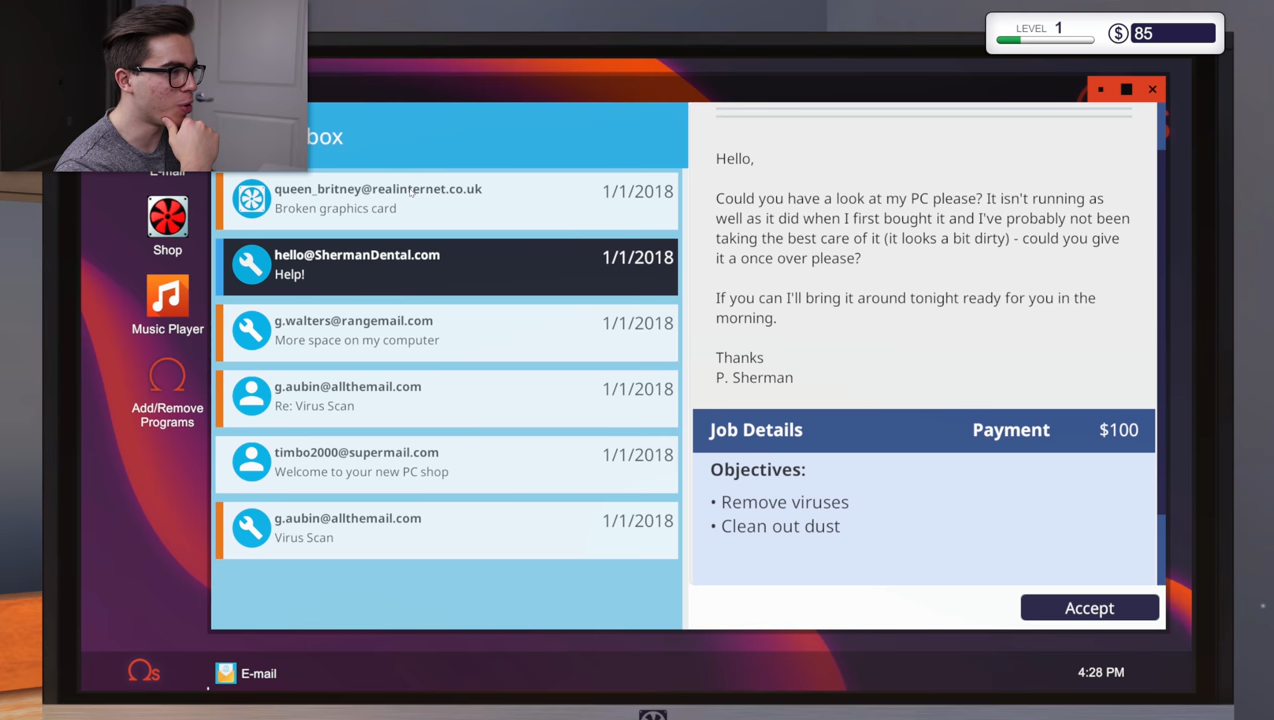 LEVEL 1
$ 85
box
E-mail
Shop
Music Player
Add/Remove
Programs
queen_britney@realinternet.co.uk
1/1/2018
Broken graphics card
hello@ShermanDental.com
1/1/2018
Help!
g.walters@rangemail.com
1/1/2018
More space on my computer
g.aubin@allthemail.com
1/1/2018
Re: Virus Scan
timbo2000@supermail.com
1/1/2018
Welcome to your new PC shop
g.aubin@allthemail.com
1/1/2018
Virus Scan
Hello,
Could you have a look at my PC please? It isn't running as
well as it did when I first bought it and I've probably not been
taking the best care of it (it looks a bit dirty) - could you give
it a once over please?
If you can I'll bring it around tonight ready for you in the
morning.
Thanks
P. Sherman
Job Details Payment $100
Objectives:
• Remove viruses
• Clean out dust
Accept
Ωs
E-mail
4:28 PM